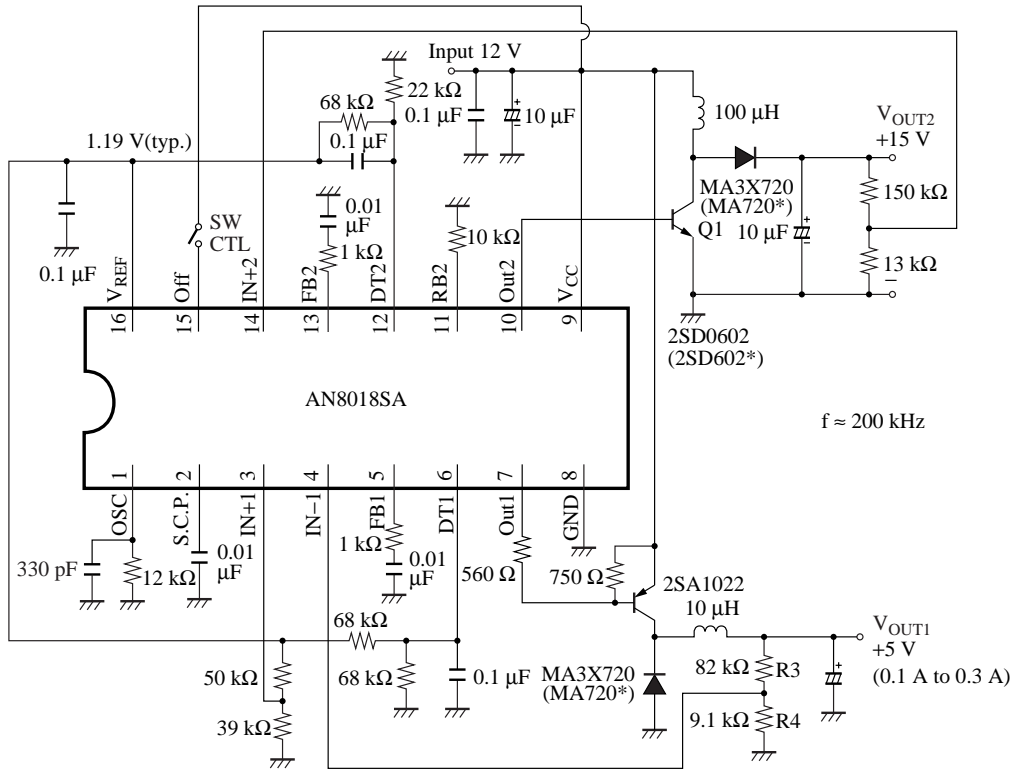 Input 12 V
22 kΩ
68 kΩ
0.1 µF
0.1 µF
10 µF
+
−
100 µH
VOUT2
+15 V
1.19 V(typ.)
MA3X720
(MA720*)
150 kΩ
0.01
µF
SW
CTL
1 kΩ
10 kΩ
Q1
10 µF
+
−
13 kΩ
−
0.1 µF
VREF
Off
IN+2
FB2
DT2
RB2
Out2
VCC
16
15
14
13
12
11
10
9
2SD0602
(2SD602*)
AN8018SA
f ≈ 200 kHz
1
2
3
4
5
6
7
8
OSC
S.C.P.
IN+1
IN−1
FB1
DT1
Out1
GND
330 pF
12 kΩ
0.01
µF
1 kΩ
0.01
µF
560 Ω
750 Ω
2SA1022
10 µH
68 kΩ
VOUT1
+5 V
(0.1 A to 0.3 A)
50 kΩ
68 kΩ
0.1 µF
MA3X720
(MA720*)
82 kΩ
R3
+
−
39 kΩ
9.1 kΩ
R4